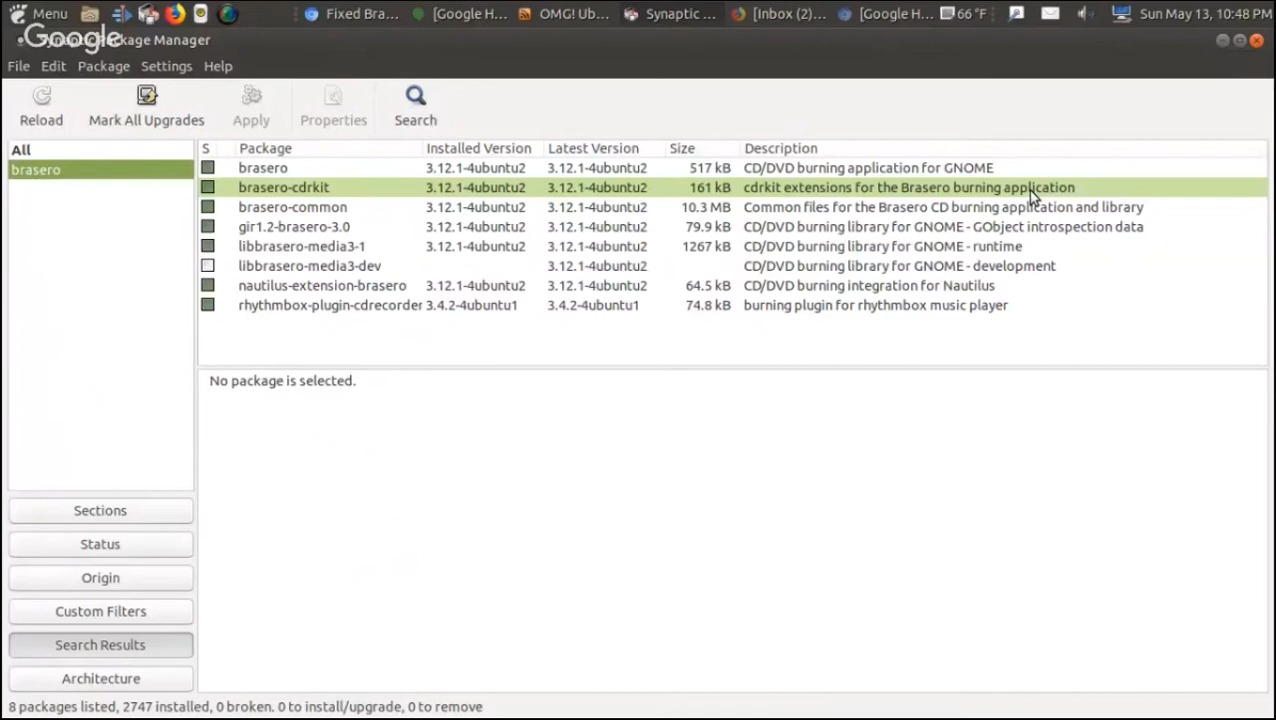 Menu Fixed Bra... [Google H... OMG! Ub... Synaptic ... [Inbox (2)... [Google H... 66 °F Sun May 13, 10:48 PM
Google
Package Manager
File Edit Package Settings Help
Reload Mark All Upgrades Apply Properties Search
All
brasero
S Package Installed Version Latest Version Size Description
brasero 3.12.1-4ubuntu2 3.12.1-4ubuntu2 517 kB CD/DVD burning application for GNOME
brasero-cdrkit 3.12.1-4ubuntu2 3.12.1-4ubuntu2 161 kB cdrkit extensions for the Brasero burning application
brasero-common 3.12.1-4ubuntu2 3.12.1-4ubuntu2 10.3 MB Common files for the Brasero CD burning application and library
gir1.2-brasero-3.0 3.12.1-4ubuntu2 3.12.1-4ubuntu2 79.9 kB CD/DVD burning library for GNOME - GObject introspection data
libbrasero-media3-1 3.12.1-4ubuntu2 3.12.1-4ubuntu2 1267 kB CD/DVD burning library for GNOME - runtime
libbrasero-media3-dev 3.12.1-4ubuntu2 CD/DVD burning library for GNOME - development
nautilus-extension-brasero 3.12.1-4ubuntu2 3.12.1-4ubuntu2 64.5 kB CD/DVD burning integration for Nautilus
rhythmbox-plugin-cdrecorder 3.4.2-4ubuntu1 3.4.2-4ubuntu1 74.8 kB burning plugin for rhythmbox music player
No package is selected.
Sections
Status
Origin
Custom Filters
Search Results
Architecture
8 packages listed, 2747 installed, 0 broken. 0 to install/upgrade, 0 to remove